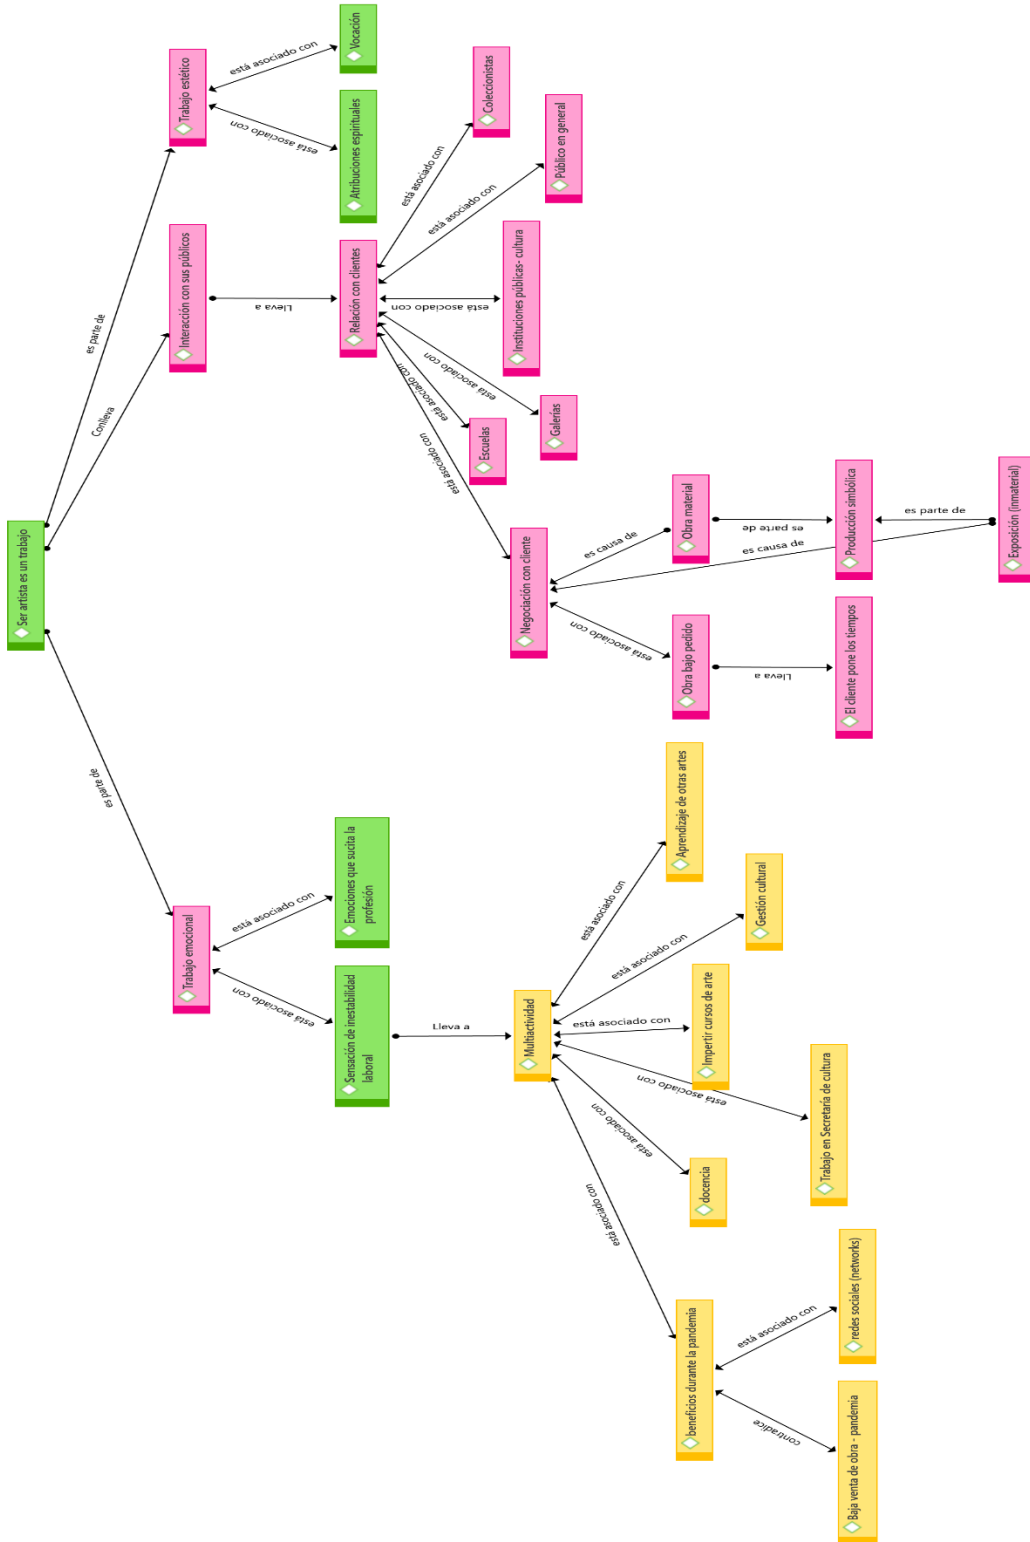 Ser artista es un trabajo
es parte de
Conlleva
es parte de
Trabajo emocional
Interacción con sus públicos
Trabajo estético
está asociado con
está asociado con
Lleva a
está asociado con
está asociado con
Sensación de inestabilidad
laboral
Emociones que sucita la
profesión
Relación con clientes
Atribuciones espirituales
Vocación
Lleva a
está asociado con
está asociado con
está asociado con
está asociado con
está asociado con
está asociado con
Escuelas
Galerías
Instituciones públicas- cultura
Público en general
Coleccionistas
Multiactividad
Negociación con cliente
está asociado con
está asociado con
está asociado con
está asociado con
está asociado con
está asociado con
está asociado con
es causa de
es causa de
beneficios durante la pandemia
docencia
Trabajo en Secretaría de cultura
Impertir cursos de arte
Gestión cultural
Aprendizaje de otras artes
Obra bajo pedido
Obra material
contradice
está asociado con
Lleva a
es parte de
Baja venta de obra - pandemia
redes sociales (networks)
El cliente pone los tiempos
Producción simbólica
es parte de
Exposición (inmaterial)